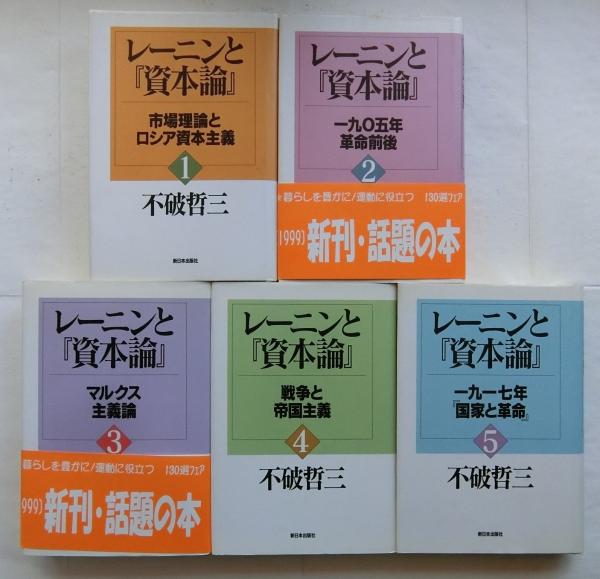 レーニンと
『資本論』
市場理論と
ロシア資本主義
1
不破哲三
新日本出版社
レーニンと
『資本論』
一九〇五年
革命前後
2
★暮らしを豊かに/運動に役立つ 130選フェア
[1999] 新刊・話題の本
レーニンと
『資本論』
マルクス
主義論
3
暮らしを豊かに/運動に役立つ 130選フェア
999] 新刊・話題の本
レーニンと
『資本論』
戦争と
帝国主義
4
不破哲三
新日本出版社
レーニンと
『資本論』
一九一七年
『国家と革命』
5
不破哲三
新日本出版社